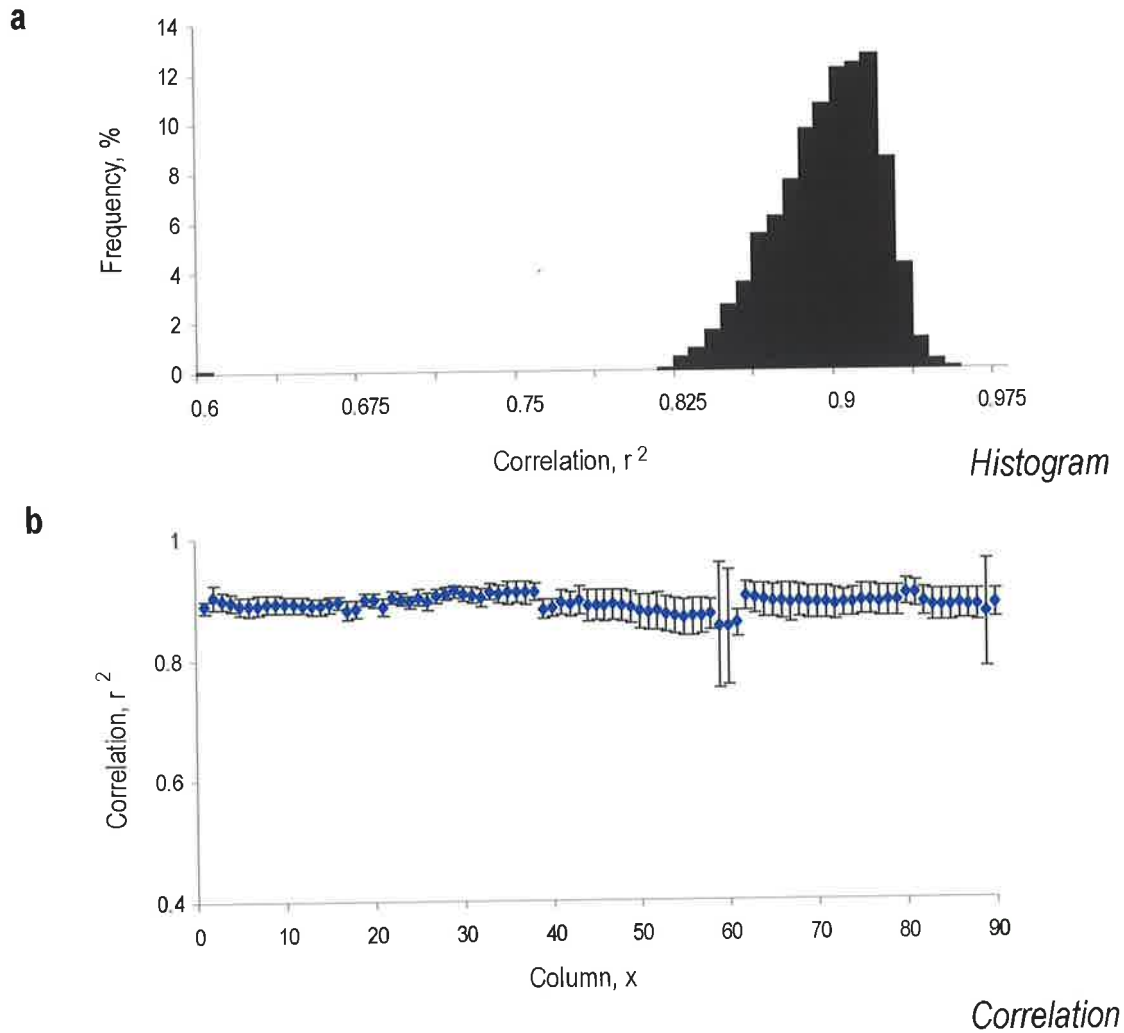 a
14
12
10
8
6
4
2
0
Frequency, %
0.6 0.675 0.75 0.825 0.9 0.975
Correlation, r 2
Histogram
b
1
0.8
0.6
0.4
Correlation, r 2
0 10 20 30 40 50 60 70 80 90
Column, x
Correlation